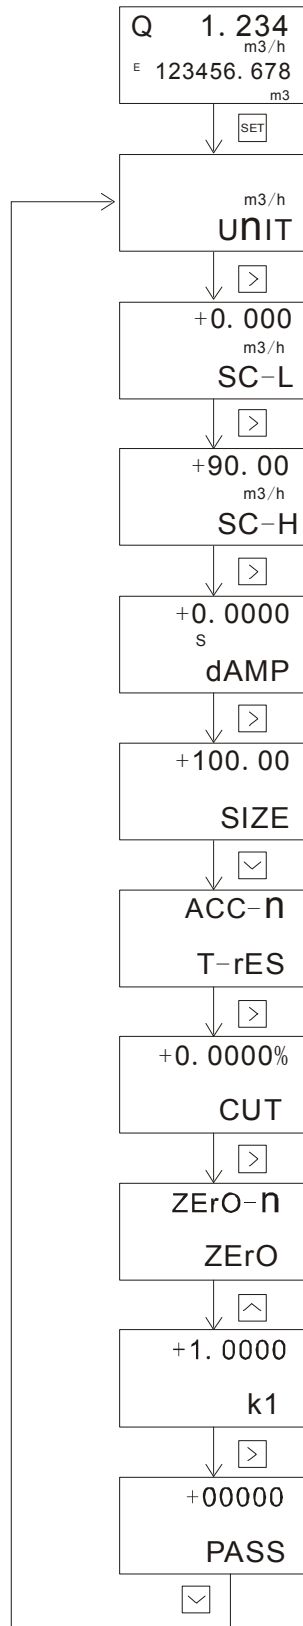 Q 1. 234
m3/h
E 123456. 678
m3
SET
m3/h
UnIT
>
+0. 000
m3/h
SC-L
>
+90. 00
m3/h
SC-H
>
+0. 0000
S
dAMP
>
+100. 00
SIZE
ACC-n
T-rES
>
+0. 0000%
CUT
>
ZErO-n
ZErO
+1. 0000
k1
>
+00000
PASS